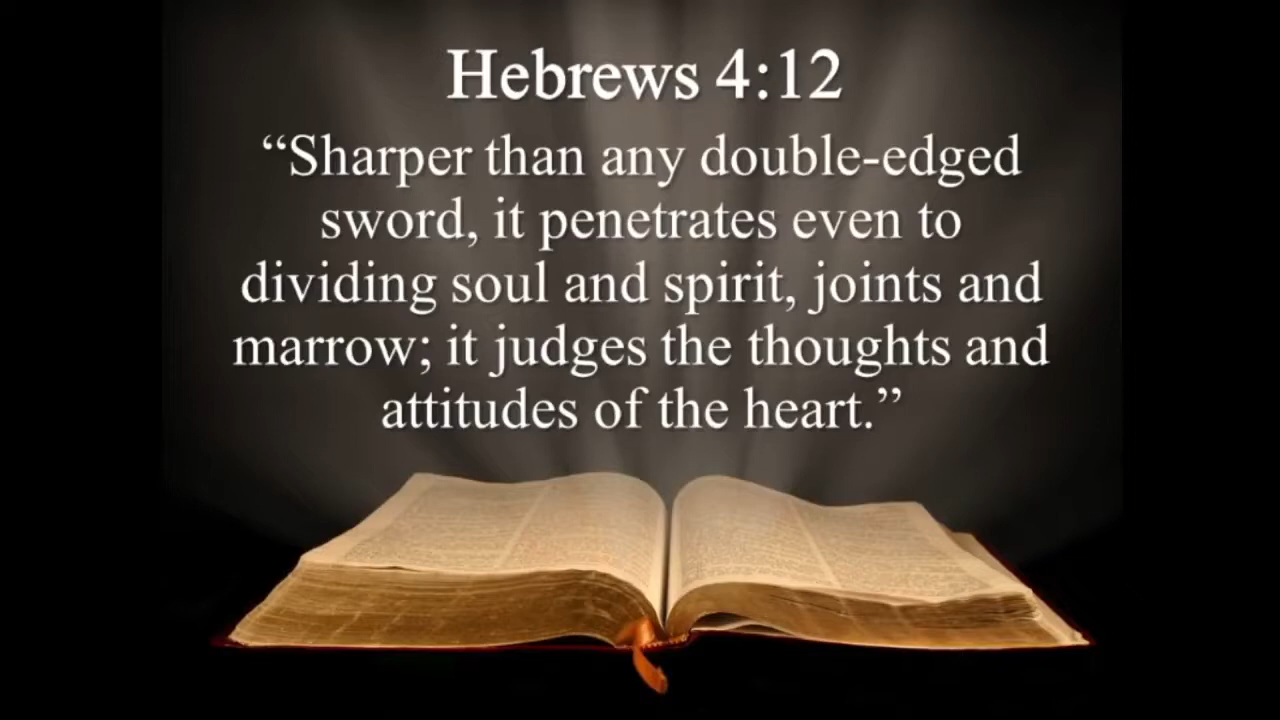 Hebrews 4:12
“Sharper than any double-edged
sword, it penetrates even to
dividing soul and spirit, joints and
marrow; it judges the thoughts and
attitudes of the heart.”